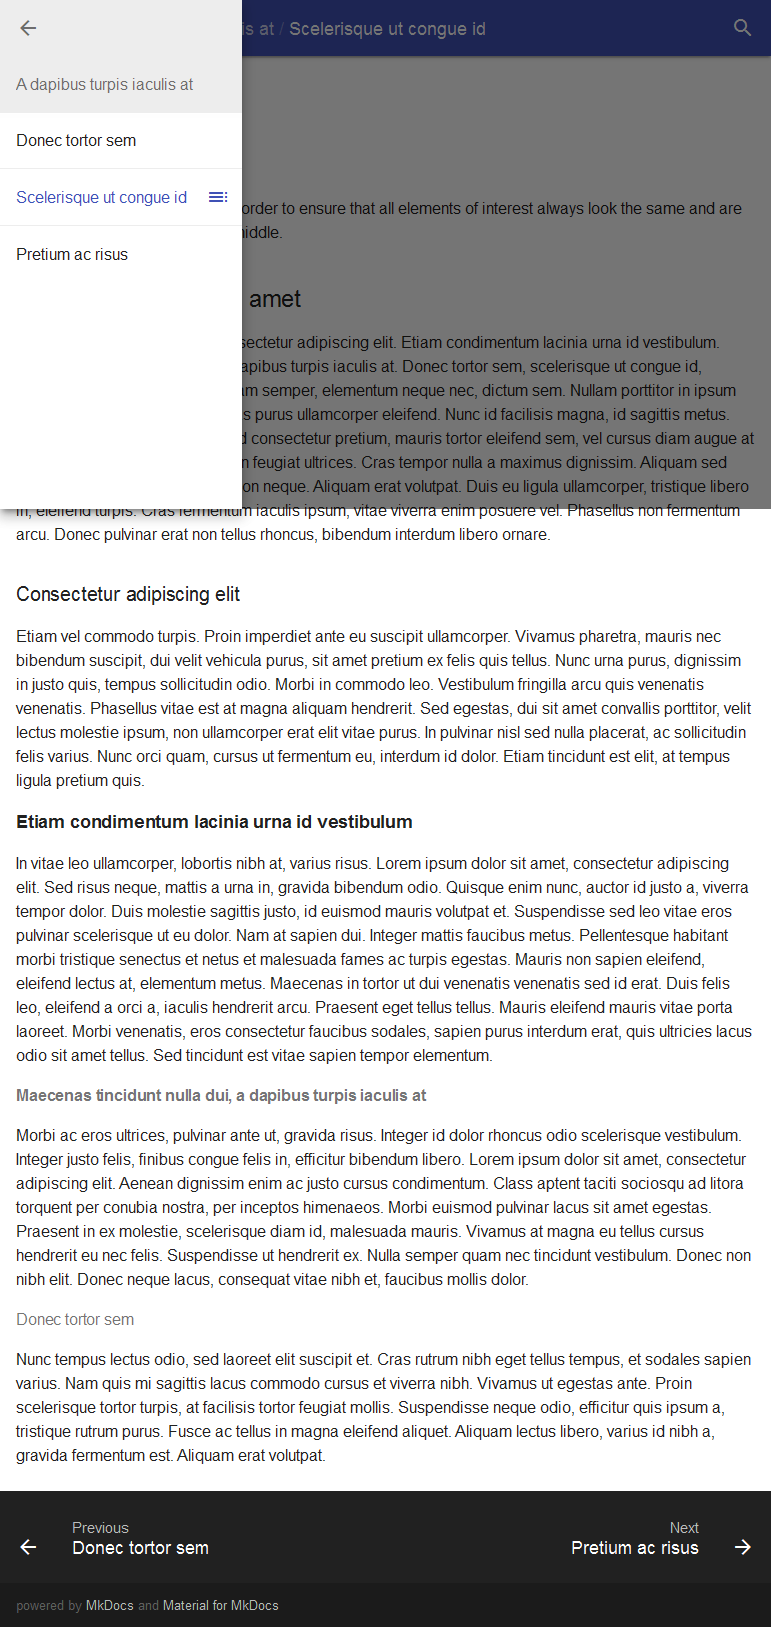 is at / Scelerisque ut congue id
A dapibus turpis iaculis at
Donec tortor sem
Scelerisque ut congue id
Pretium ac risus
order to ensure that all elements of interest always look the same and are
middle.
amet
sectetur adipiscing elit. Etiam condimentum lacinia urna id vestibulum.
apibus turpis iaculis at. Donec tortor sem, scelerisque ut congue id,
am semper, elementum neque nec, dictum sem. Nullam porttitor in ipsum
s purus ullamcorper eleifend. Nunc id facilisis magna, id sagittis metus.
d consectetur pretium, mauris tortor eleifend sem, vel cursus diam augue at
n feugiat ultrices. Cras tempor nulla a maximus dignissim. Aliquam sed
on neque. Aliquam erat volutpat. Duis eu ligula ullamcorper, tristique libero
in, eleifend turpis. Cras fermentum iaculis ipsum, vitae viverra enim posuere vel. Phasellus non fermentum
arcu. Donec pulvinar erat non tellus rhoncus, bibendum interdum libero ornare.
Consectetur adipiscing elit
Etiam vel commodo turpis. Proin imperdiet ante eu suscipit ullamcorper. Vivamus pharetra, mauris nec
bibendum suscipit, dui velit vehicula purus, sit amet pretium ex felis quis tellus. Nunc urna purus, dignissim
in justo quis, tempus sollicitudin odio. Morbi in commodo leo. Vestibulum fringilla arcu quis venenatis
venenatis. Phasellus vitae est at magna aliquam hendrerit. Sed egestas, dui sit amet convallis porttitor, velit
lectus molestie ipsum, non ullamcorper erat elit vitae purus. In pulvinar nisl sed nulla placerat, ac sollicitudin
felis varius. Nunc orci quam, cursus ut fermentum eu, interdum id dolor. Etiam tincidunt est elit, at tempus
ligula pretium quis.
Etiam condimentum lacinia urna id vestibulum
In vitae leo ullamcorper, lobortis nibh at, varius risus. Lorem ipsum dolor sit amet, consectetur adipiscing
elit. Sed risus neque, mattis a urna in, gravida bibendum odio. Quisque enim nunc, auctor id justo a, viverra
tempor dolor. Duis molestie sagittis justo, id euismod mauris volutpat et. Suspendisse sed leo vitae eros
pulvinar scelerisque ut eu dolor. Nam at sapien dui. Integer mattis faucibus metus. Pellentesque habitant
morbi tristique senectus et netus et malesuada fames ac turpis egestas. Mauris non sapien eleifend,
eleifend lectus at, elementum metus. Maecenas in tortor ut dui venenatis venenatis sed id erat. Duis felis
leo, eleifend a orci a, iaculis hendrerit arcu. Praesent eget tellus tellus. Mauris eleifend mauris vitae porta
laoreet. Morbi venenatis, eros consectetur faucibus sodales, sapien purus interdum erat, quis ultricies lacus
odio sit amet tellus. Sed tincidunt est vitae sapien tempor elementum.
Maecenas tincidunt nulla dui, a dapibus turpis iaculis at
Morbi ac eros ultrices, pulvinar ante ut, gravida risus. Integer id dolor rhoncus odio scelerisque vestibulum.
Integer justo felis, finibus congue felis in, efficitur bibendum libero. Lorem ipsum dolor sit amet, consectetur
adipiscing elit. Aenean dignissim enim ac justo cursus condimentum. Class aptent taciti sociosqu ad litora
torquent per conubia nostra, per inceptos himenaeos. Morbi euismod pulvinar lacus sit amet egestas.
Praesent in ex molestie, scelerisque diam id, malesuada mauris. Vivamus at magna eu tellus cursus
hendrerit eu nec felis. Suspendisse ut hendrerit ex. Nulla semper quam nec tincidunt vestibulum. Donec non
nibh elit. Donec neque lacus, consequat vitae nibh et, faucibus mollis dolor.
Donec tortor sem
Nunc tempus lectus odio, sed laoreet elit suscipit et. Cras rutrum nibh eget tellus tempus, et sodales sapien
varius. Nam quis mi sagittis lacus commodo cursus et viverra nibh. Vivamus ut egestas ante. Proin
scelerisque tortor turpis, at facilisis tortor feugiat mollis. Suspendisse neque odio, efficitur quis ipsum a,
tristique rutrum purus. Fusce ac tellus in magna eleifend aliquet. Aliquam lectus libero, varius id nibh a,
gravida fermentum est. Aliquam erat volutpat.
Previous
Donec tortor sem
Next
Pretium ac risus
powered by MkDocs and Material for MkDocs